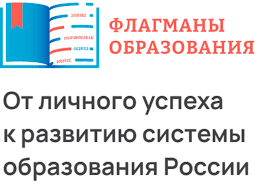 ФЛАГМАНЫ
ОБРАЗОВАНИЯ
От личного успеха
к развитию системы
образования России